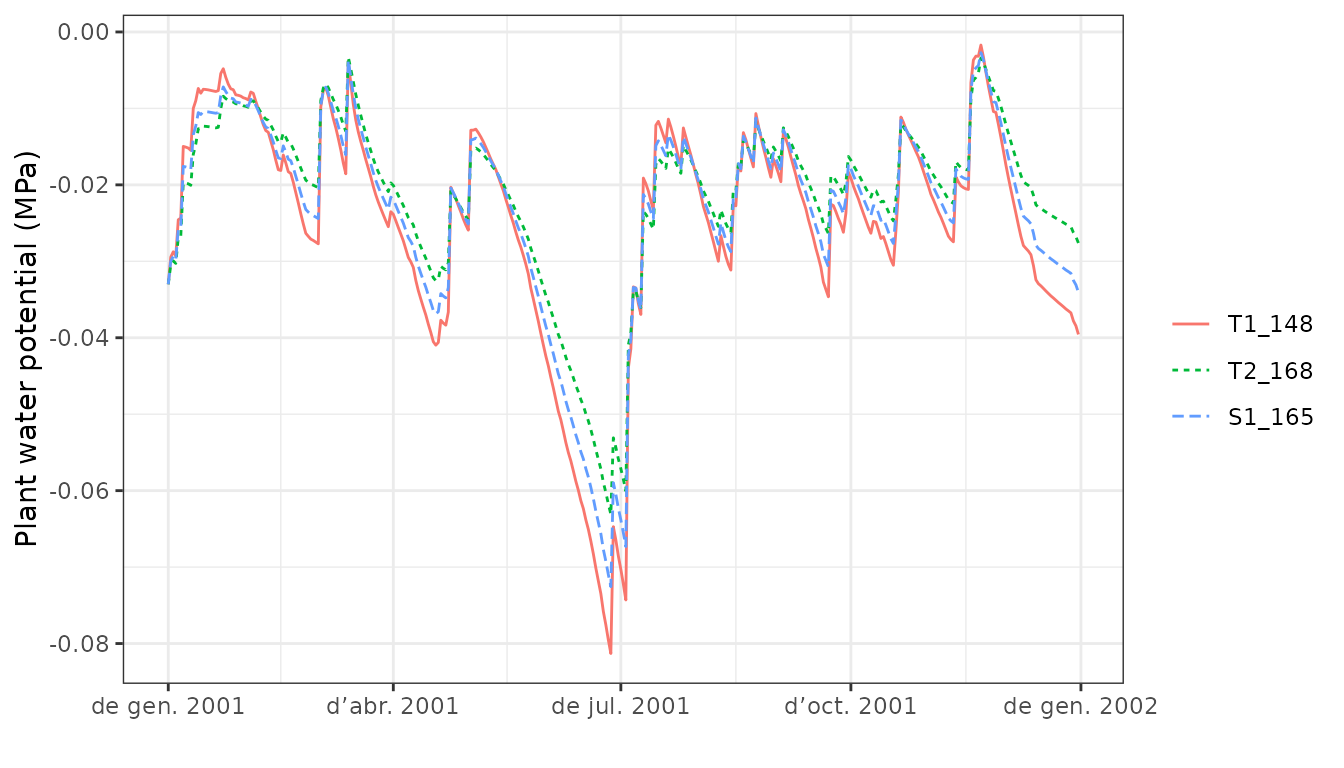 Plant water potential (MPa)
0.00
-0.02
-0.04
-0.06
-0.08
de gen. 2001
d’abr. 2001
de jul. 2001
d’oct. 2001
de gen. 2002
T1_148
T2_168
S1_165